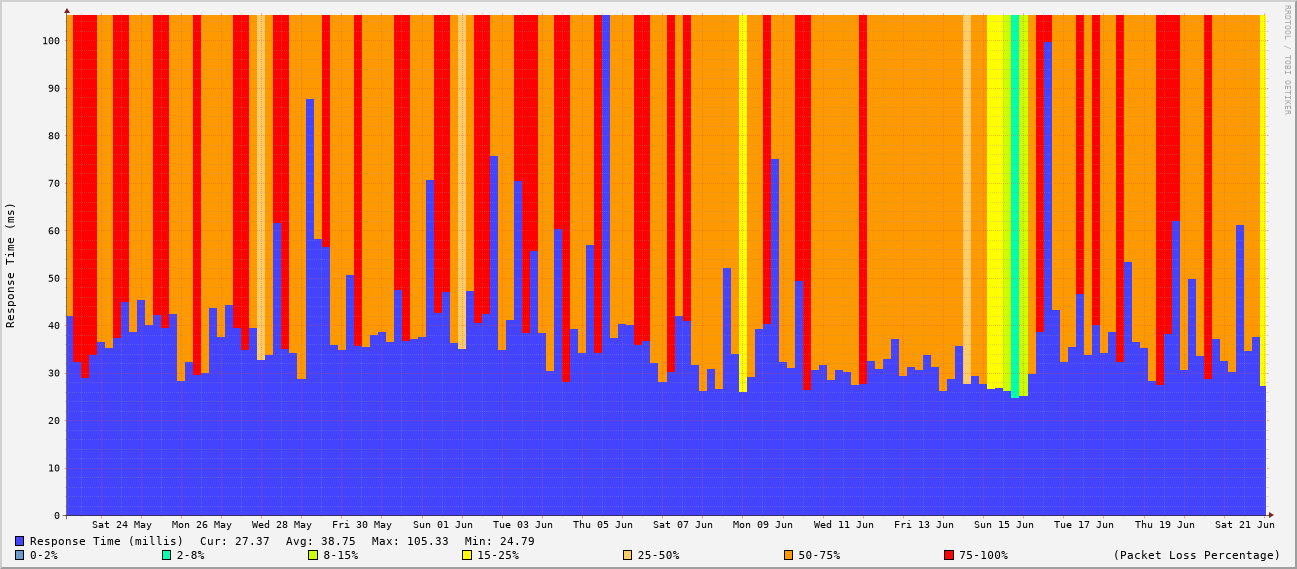 RRDTOOL / TOBI OETIKER
Response Time (ms)
100
90
80
70
60
50
40
30
20
10
0
Sat 24 May Mon 26 May Wed 28 May Fri 30 May Sun 01 Jun Tue 03 Jun Thu 05 Jun Sat 07 Jun Mon 09 Jun Wed 11 Jun Fri 13 Jun Sun 15 Jun Tue 17 Jun Thu 19 Jun Sat 21 Jun
Response Time (millis) Cur: 27.37 Avg: 38.75 Max: 105.33 Min: 24.79
0-2% 2-8% 8-15% 15-25% 25-50% 50-75% 75-100% (Packet Loss Percentage)